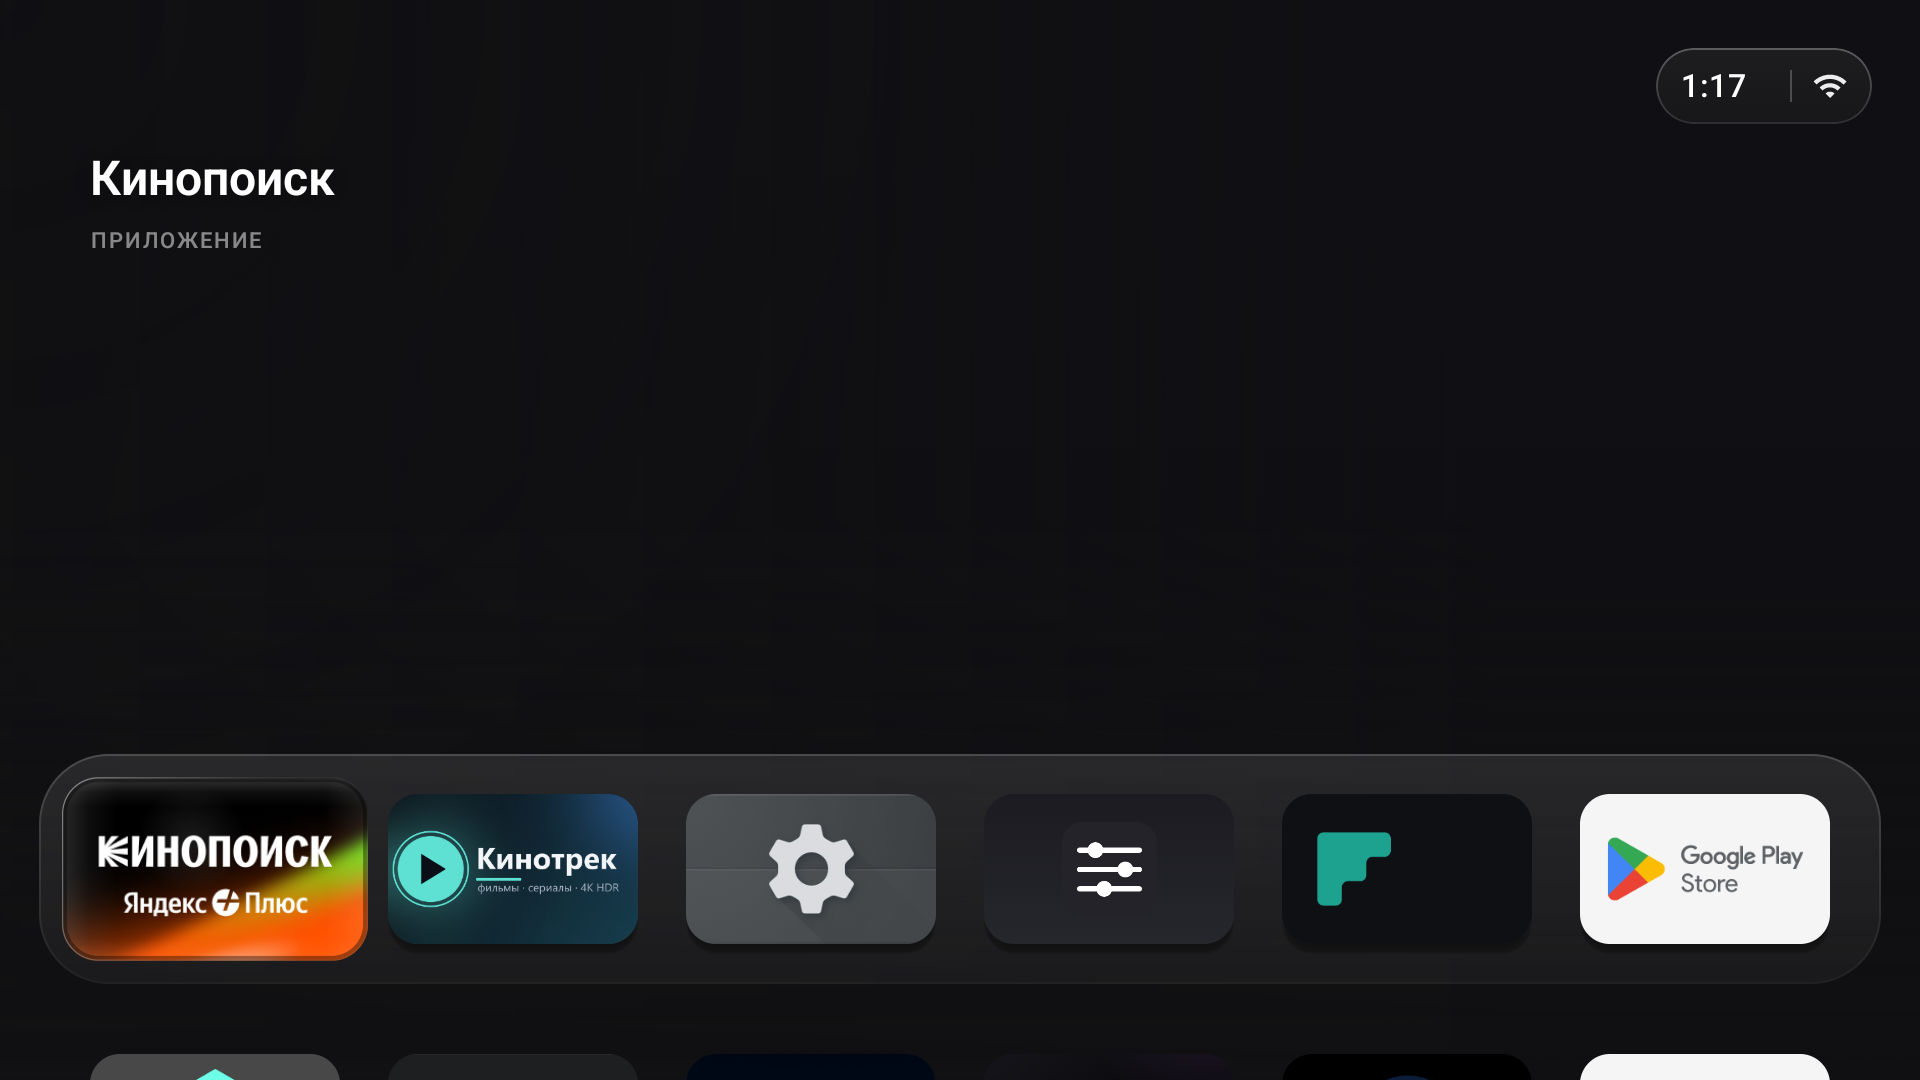 1:17
Кинопоиск
ПРИЛОЖЕНИЕ
КИНОПОИСК
Яндекс Плюс
Кинотрек
фильмы · сериалы · 4K HDR
Google Play
Store